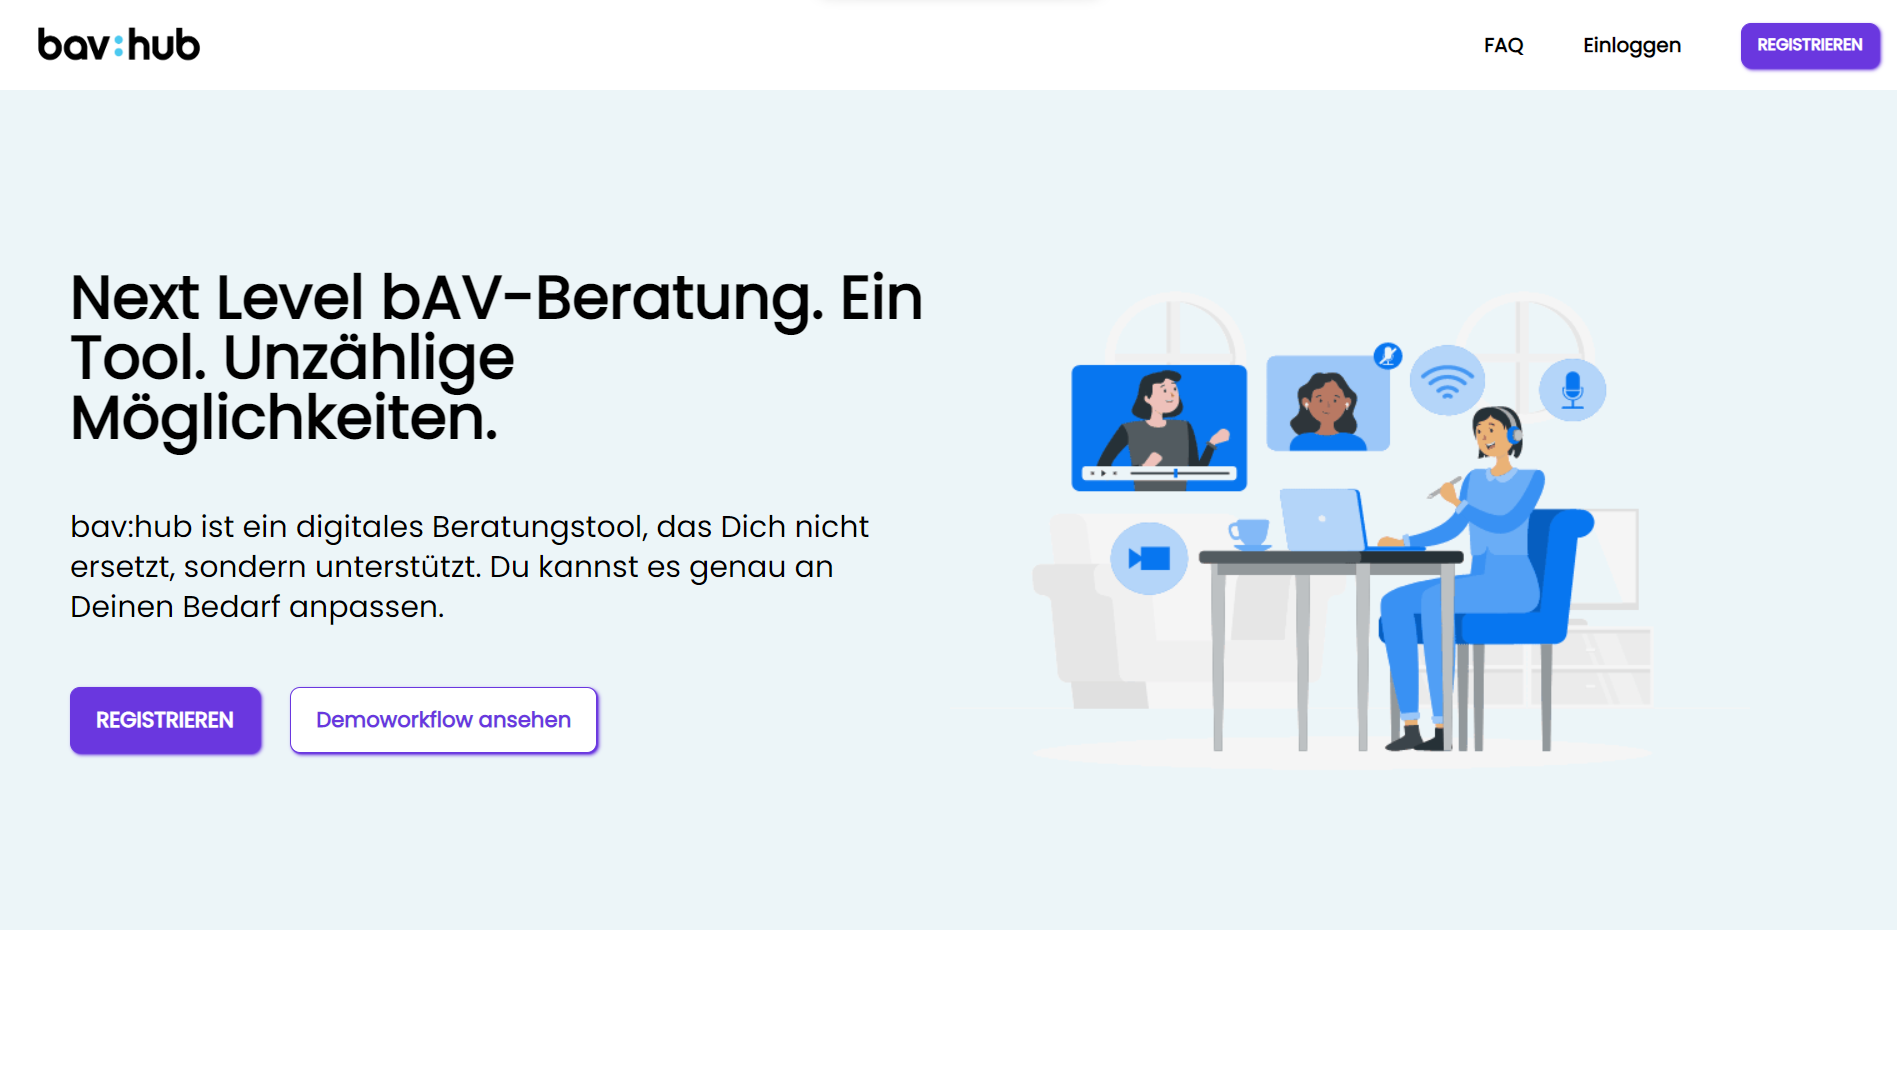 bav:hub
FAQ
Einloggen
REGISTRIEREN
Next Level bAV-Beratung. Ein
Tool. Unzählige
Möglichkeiten.
bav:hub ist ein digitales Beratungstool, das Dich nicht
ersetzt, sondern unterstützt. Du kannst es genau an
Deinen Bedarf anpassen.
REGISTRIEREN
Demoworkflow ansehen